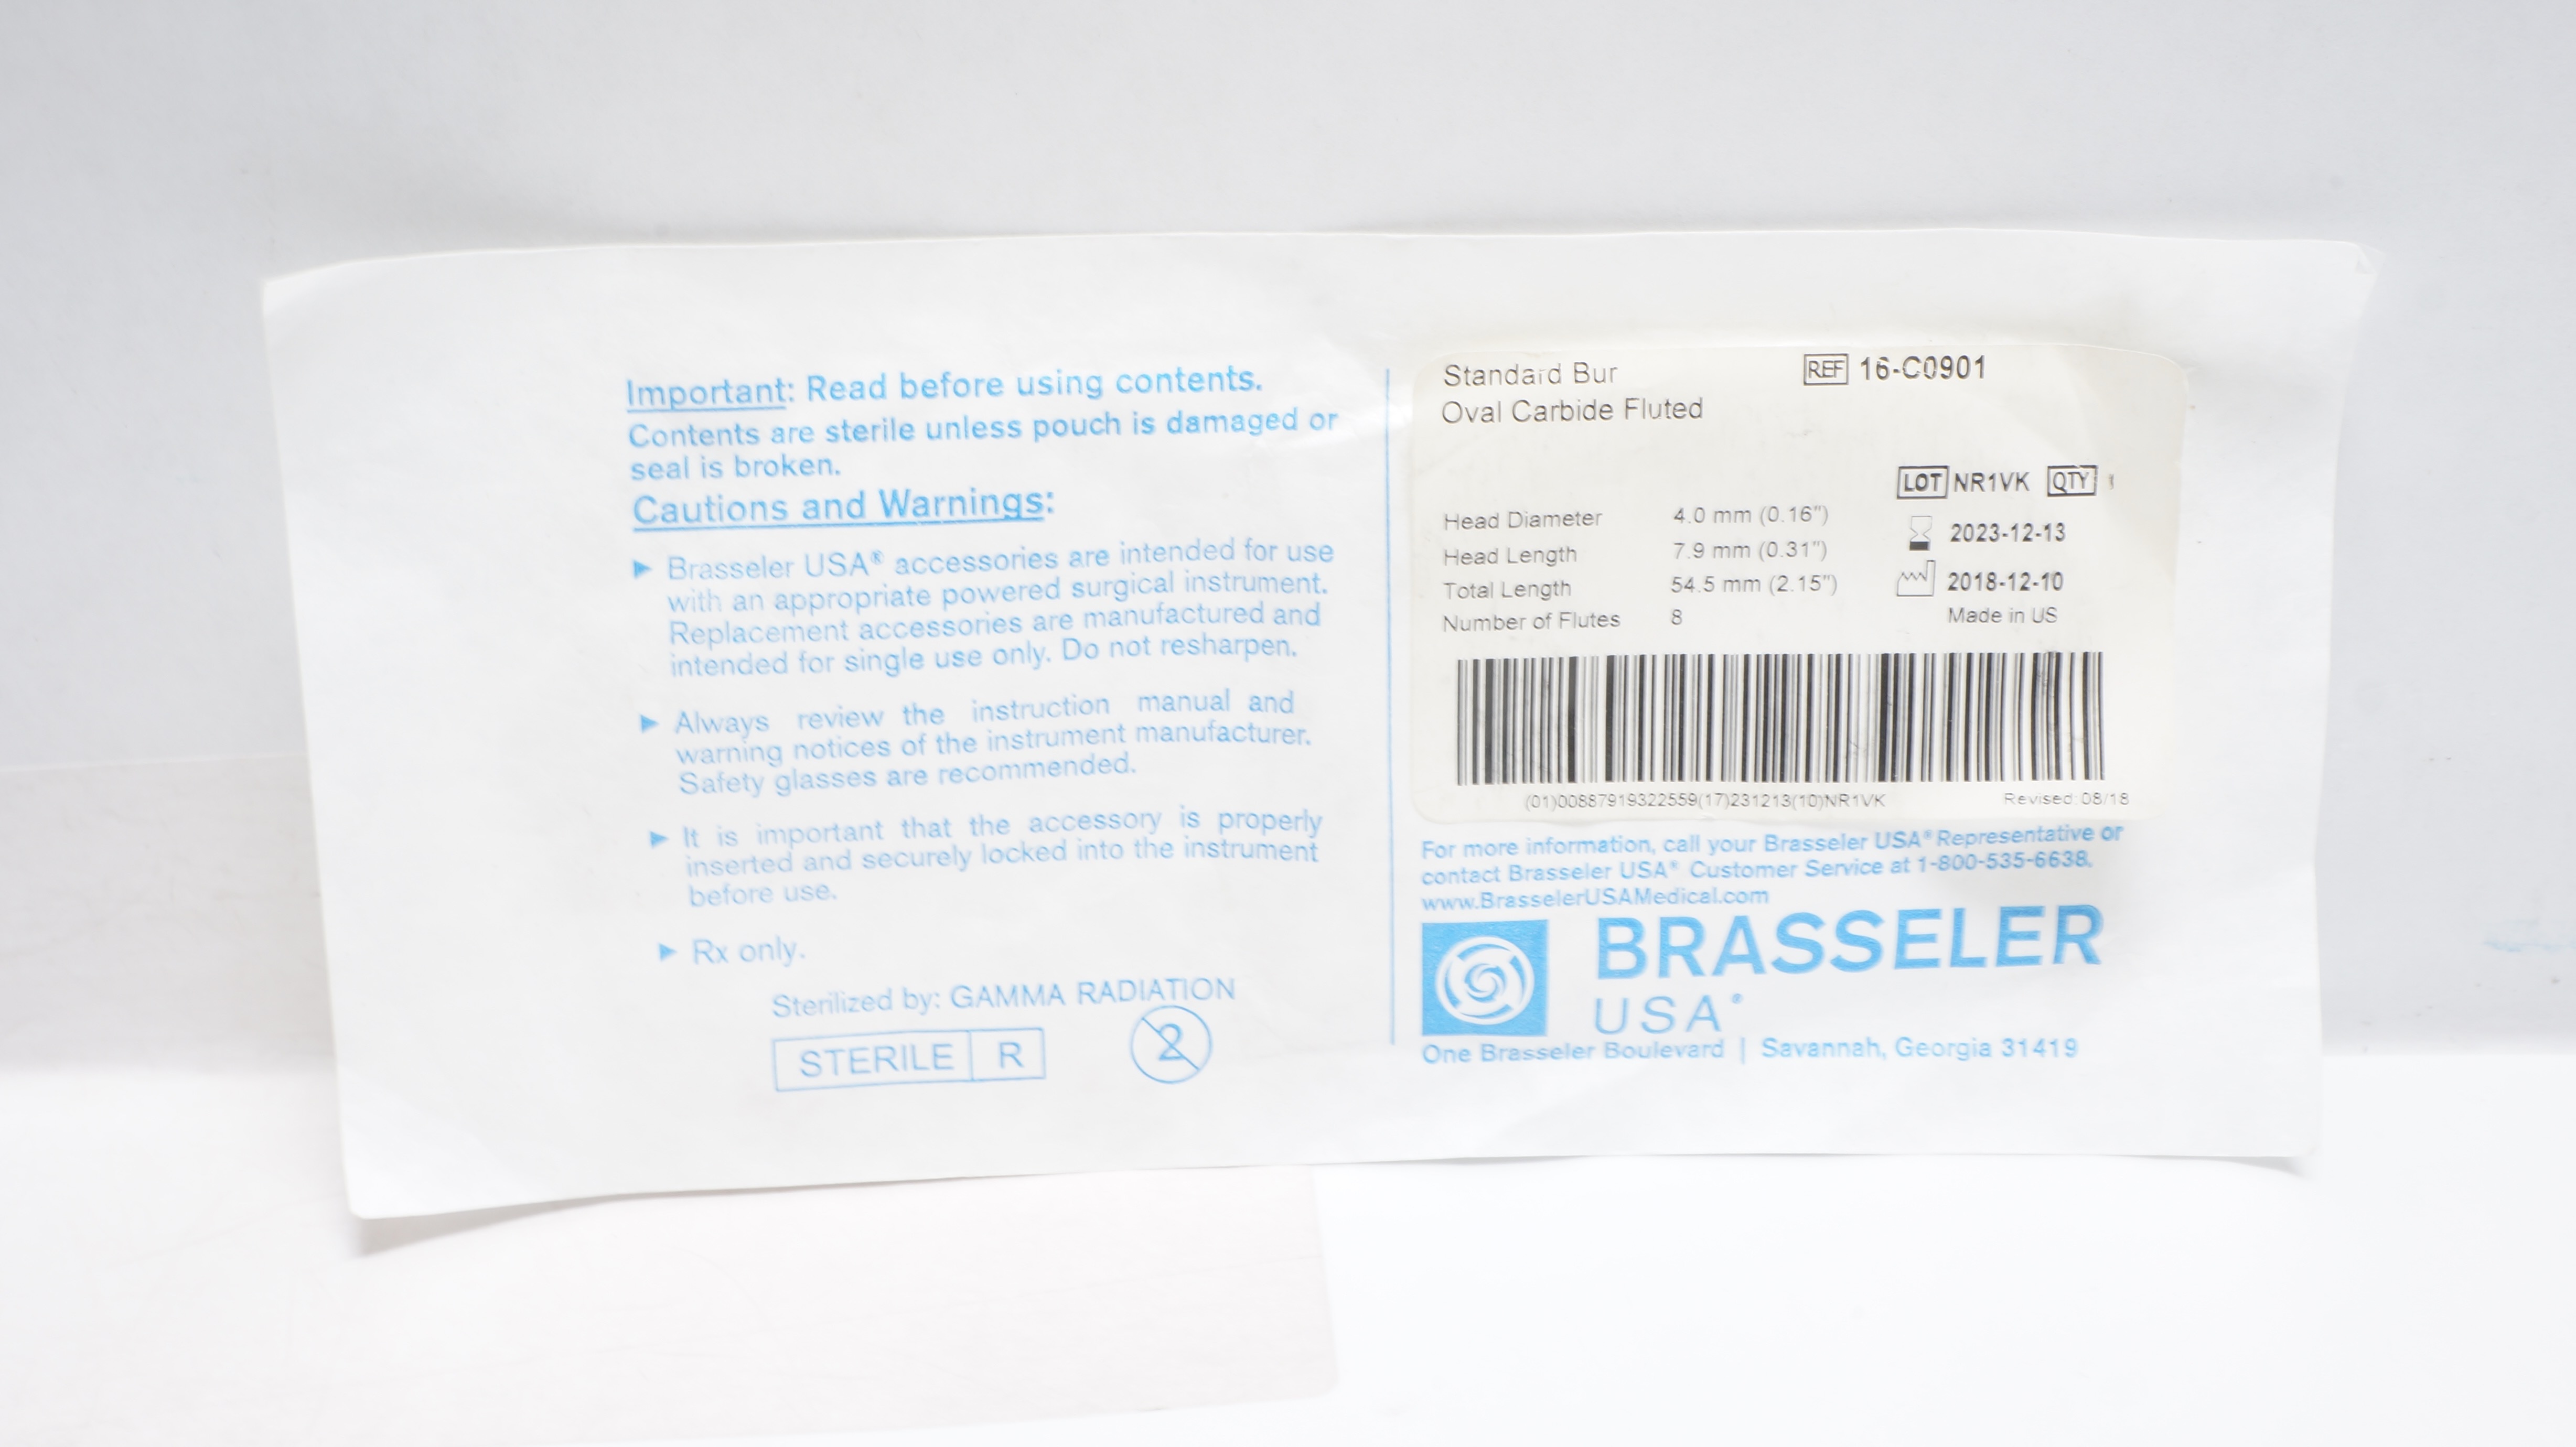 Important: Read before using contents.
Contents are sterile unless pouch is damaged or
seal is broken.
Cautions and Warnings:
► Brasseler USA® accessories are intended for use
with an appropriate powered surgical instrument.
Replacement accessories are manufactured and
intended for single use only. Do not resharpen.
► Always review the instruction manual and
warning notices of the instrument manufacturer.
Safety glasses are recommended.
► It is important that the accessory is properly
inserted and securely locked into the instrument
before use.
► Rx only.
Sterilized by: GAMMA RADIATION
STERILE R 2
Standard Bur REF 16-C0901
Oval Carbide Fluted
LOT NR1VK QTY 1
Head Diameter 4.0 mm (0.16")
2023-12-13
Head Length 7.9 mm (0.31")
Total Length 54.5 mm (2.15")
2018-12-10
Number of Flutes 8
Made in US
(01)00887919322559(17)231213(10)NR1VK Revised: 08/18
For more information, call your Brasseler USA® Representative or
contact Brasseler USA® Customer Service at 1-800-535-6638.
www.BrasselerUSAMedical.com
BRASSELER
USA®
One Brasseler Boulevard | Savannah, Georgia 31419